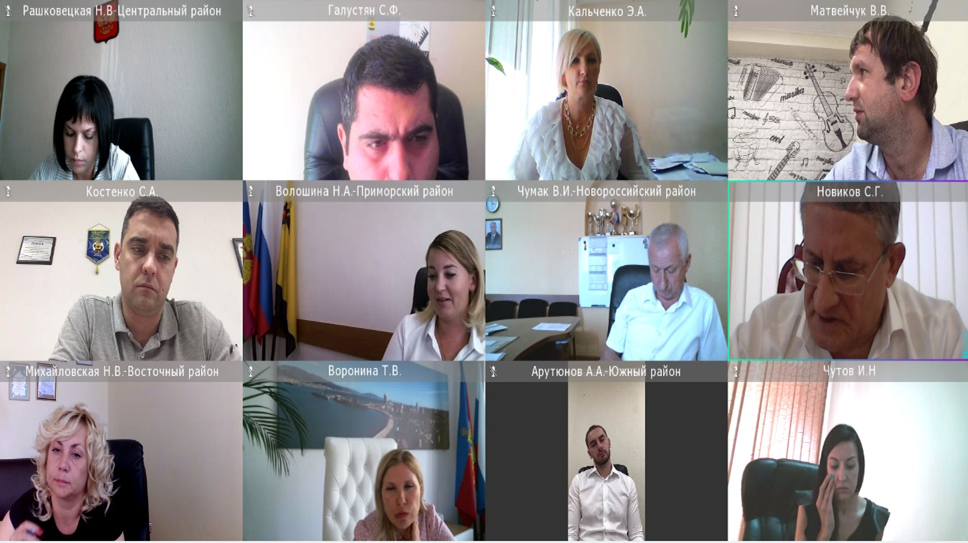 Рашковецкая Н.В-Центральный район
Галустян С.Ф.
Кальченко Э.А.
Матвейчук В.В.
Костенко С.А.
Волошина Н.А.-Приморский район
Чумак В.И.-Новороссийский район
Новиков С.Г.
Михайловская Н.В.-Восточный район
Воронина Т.В.
Арутюнов А.А.-Южный район
Чутов И.Н